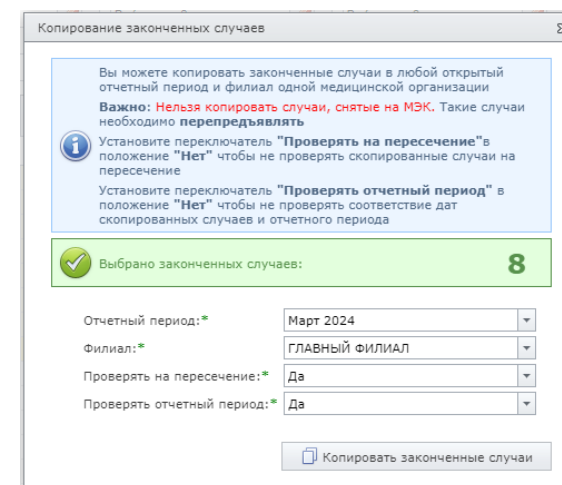 Копирование законченных случаев
Вы можете копировать законченные случаи в любой открытый
отчетный период и филиал одной медицинской организации
Важно: Нельзя копировать случаи, снятые на МЭК. Такие случаи
необходимо перепредъявлять
Установите переключатель "Проверять на пересечение"в
положение "Нет" чтобы не проверять скопированные случаи на
пересечение
Установите переключатель "Проверять отчетный период" в
положение "Нет" чтобы не проверять соответствие дат
скопированных случаев и отчетного периода
Выбрано законченных случаев: 8
Отчетный период:* Март 2024
Филиал:* ГЛАВНЫЙ ФИЛИАЛ
Проверять на пересечение:* Да
Проверять отчетный период:* Да
Копировать законченные случаи